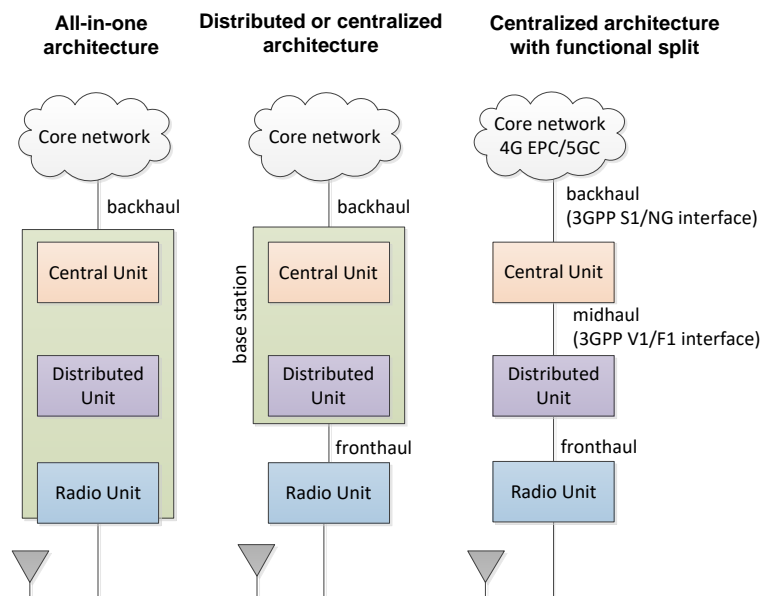 All-in-one
architecture
Core network
backhaul
Central Unit
Distributed
Unit
Radio Unit
Distributed or centralized
architecture
Core network
backhaul
base station
Central Unit
Distributed
Unit
fronthaul
Radio Unit
Centralized architecture
with functional split
Core network
4G EPC/5GC
backhaul
(3GPP S1/NG interface)
Central Unit
midhaul
(3GPP V1/F1 interface)
Distributed
Unit
fronthaul
Radio Unit